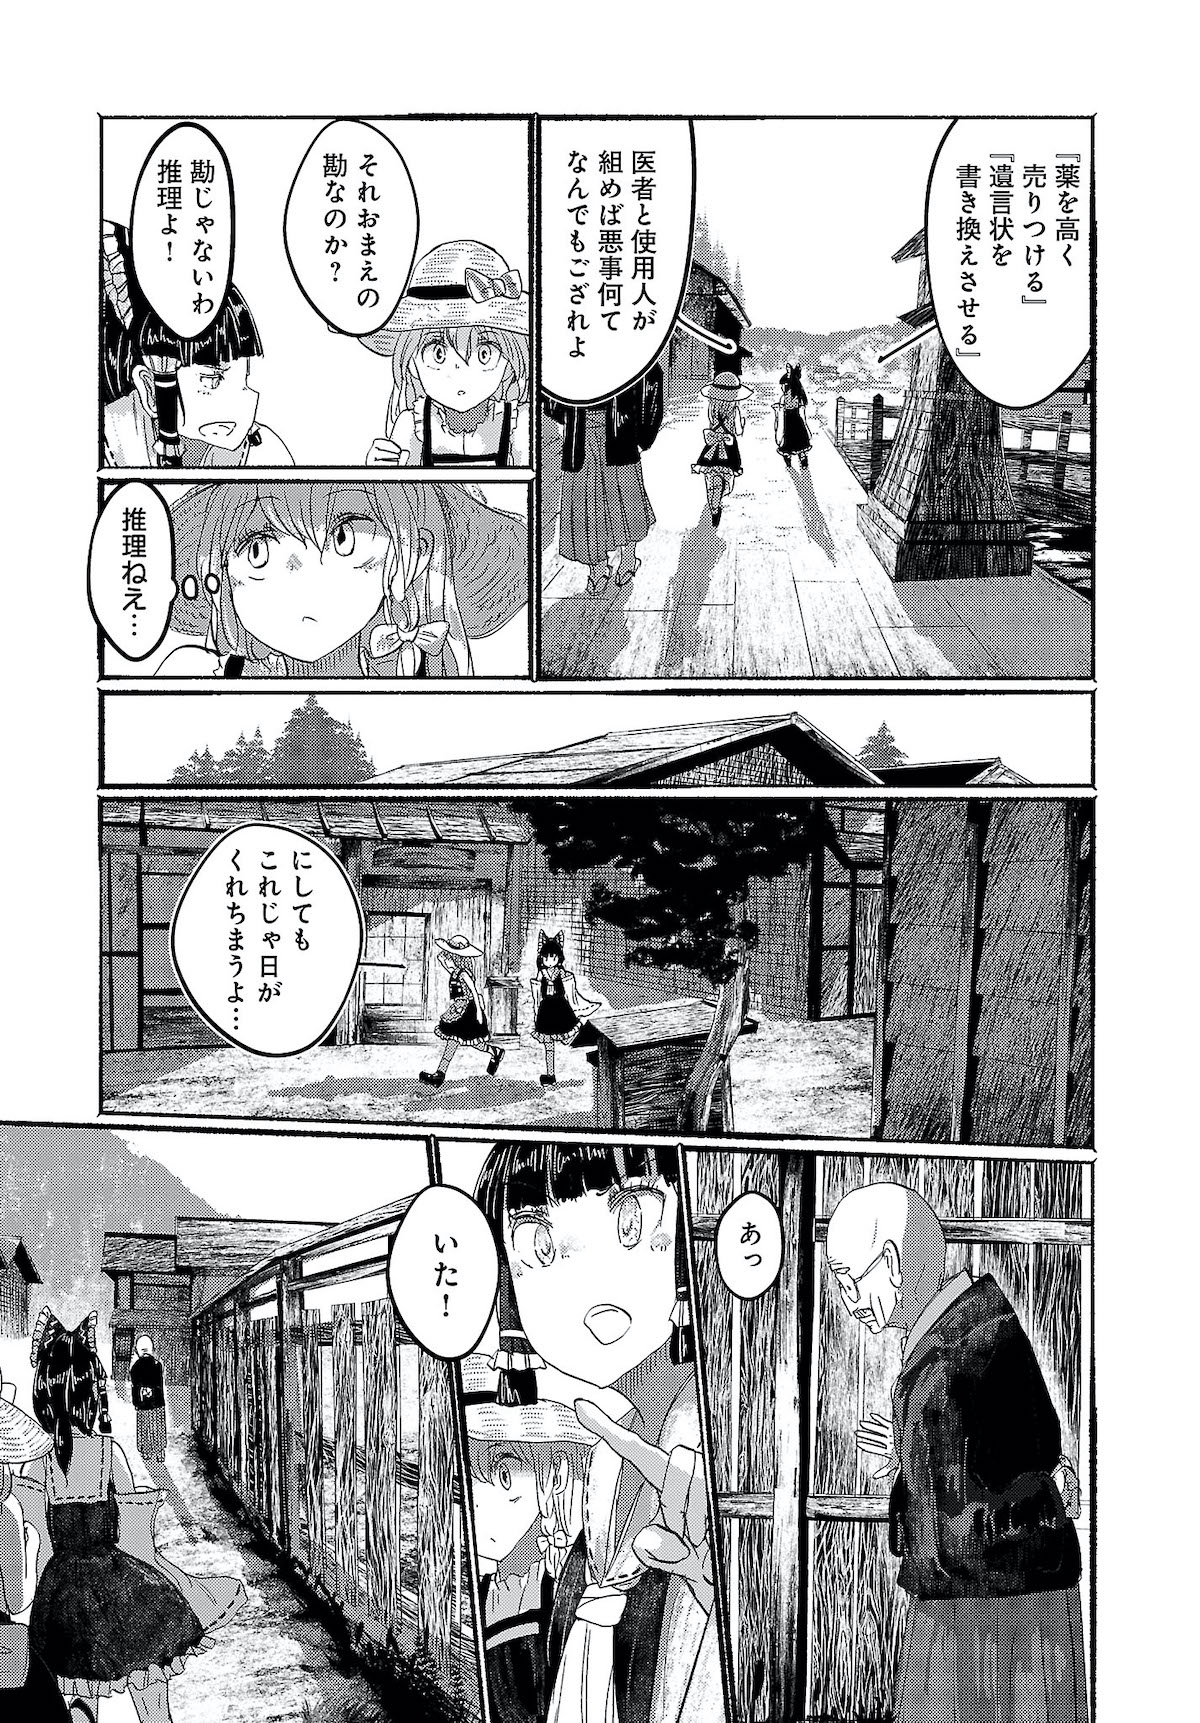 『薬を高く
売りつける』
『遺言状を
書き換えさせる』
医者と使用人が
組めば悪事何て
なんでもござれよ
それおまえの
勘なのか？
勘じゃないわ
推理よ！
推理ねえ…
にしても
これじゃ日が
くれちまうよ…
あっ
いた！